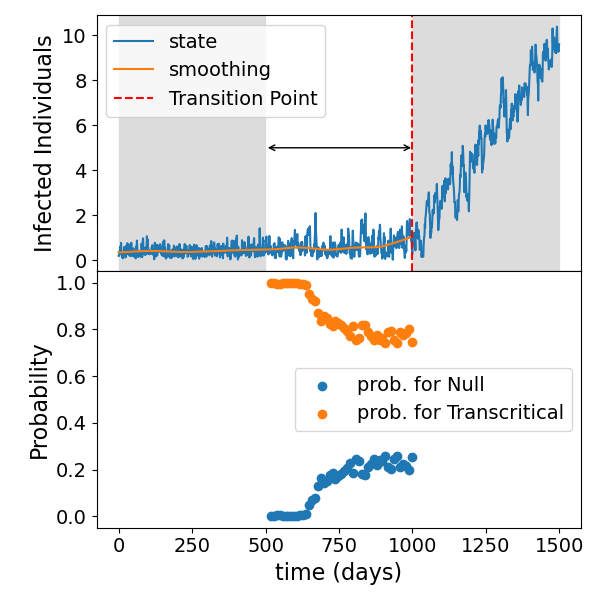 Infected Individuals
10
8
6
4
2
0
state
smoothing
Transition Point
Probability
1.0
0.8
0.6
0.4
0.2
0.0
prob. for Null
prob. for Transcritical
0 250 500 750 1000 1250 1500
time (days)